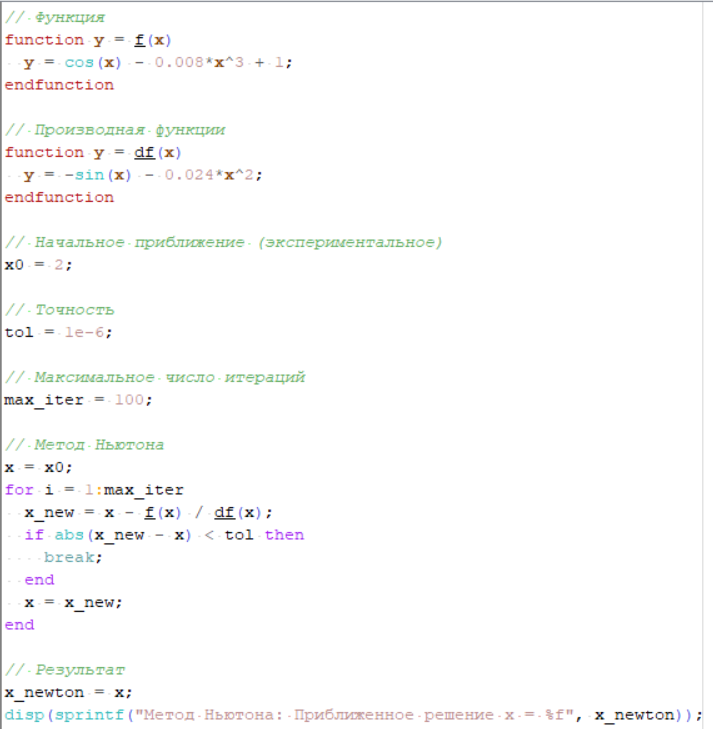 // Функция
function y = f(x)
  y = cos(x) - 0.008*x^3 + 1;
endfunction

// Производная функции
function y = df(x)
  y = -sin(x) - 0.024*x^2;
endfunction

// Начальное приближение (экспериментальное)
x0 = 2;

// Точность
tol = 1e-6;

// Максимальное число итераций
max_iter = 100;

// Метод Ньютона
x = x0;
for i = 1:max_iter
  x_new = x - f(x) / df(x);
  if abs(x_new - x) < tol then
    break;
  end
  x = x_new;
end

// Результат
x_newton = x;
disp(sprintf("Метод Ньютона: Приближенное решение x = %f", x_newton));